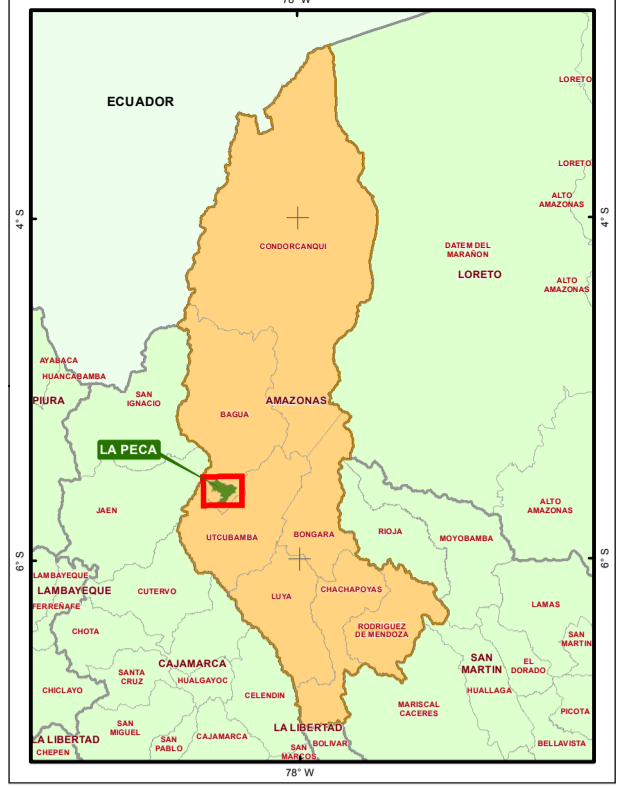 78° W
LORETO
ECUADOR
LORETO
ALTO
AMAZONAS
4° S
4° S
CONDORCANQUI
DATEM DEL
MARAÑON
LORETO
ALTO
AMAZONAS
AYABACA
HUANCABAMBA
SAN
IGNACIO
PIURA
AMAZONAS
BAGUA
LA PECA
JAEN
ALTO
AMAZONAS
UTCUBAMBA
BONGARA
RIOJA
MOYOBAMBA
6° S
6° S
LAMBAYEQUE
LAMBAYEQUE
FERREÑAFE
CUTERVO
LUYA
CHACHAPOYAS
LAMAS
CHOTA
RODRIGUEZ
DE MENDOZA
SAN
MARTIN
CAJAMARCA
SANTA
CRUZ
HUALGAYOC
SAN
MARTIN
EL
DORADO
CHICLAYO
CELENDIN
HUALLAGA
MARISCAL
CACERES
PICOTA
SAN
MIGUEL
LA LIBERTAD
LA LIBERTAD
CHEPEN
SAN
PABLO
CAJAMARCA
SAN
MARCOS
BOLIVAR
BELLAVISTA
78° W